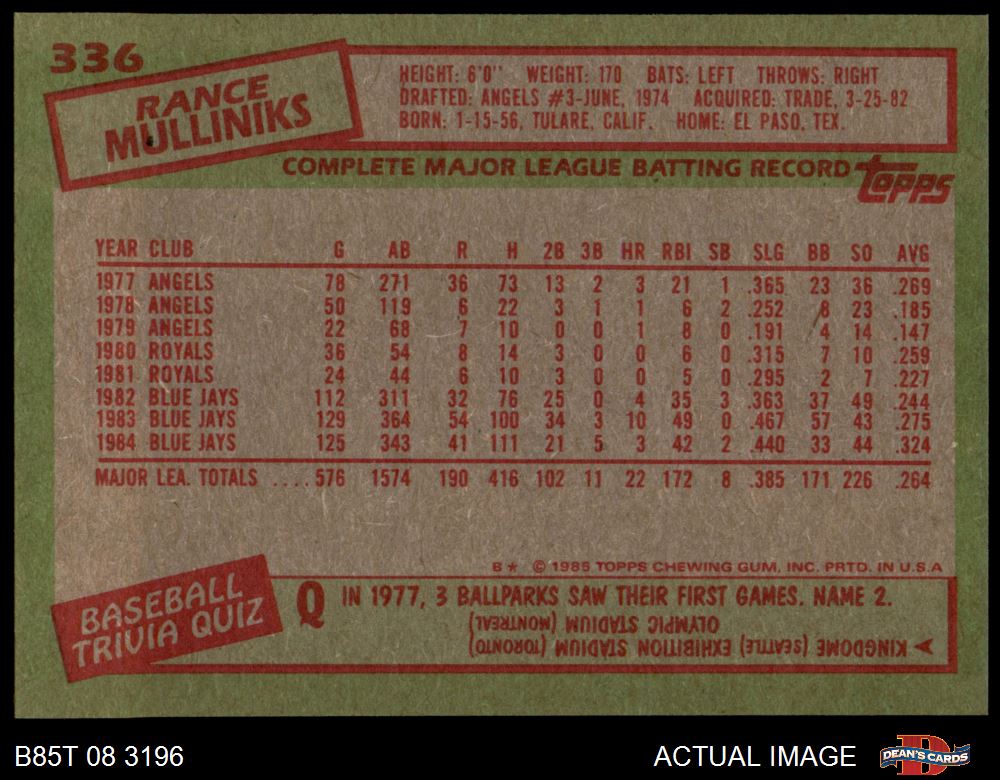 336
RANCE
MULLINIKS
HEIGHT: 6'0" WEIGHT: 170 BATS: LEFT THROWS: RIGHT
DRAFTED: ANGELS #3-JUNE, 1974 ACQUIRED: TRADE, 3-25-82
BORN: 1-15-56, TULARE, CALIF. HOME: EL PASO, TEX.
COMPLETE MAJOR LEAGUE BATTING RECORD TOPPS
YEAR CLUB G AB R H 2B 3B HR RBI SB SLG BB SO AVG
1977 ANGELS 78 271 36 73 13 2 3 21 1 .365 23 36 .269
1978 ANGELS 50 119 6 22 3 1 1 6 2 .252 8 23 .185
1979 ANGELS 22 68 7 10 0 0 1 8 0 .191 4 14 .147
1980 ROYALS 36 54 8 14 3 0 0 6 0 .315 7 10 .259
1981 ROYALS 24 44 6 10 3 0 0 5 0 .295 2 7 .227
1982 BLUE JAYS 112 311 32 76 25 0 4 35 3 .363 37 49 .244
1983 BLUE JAYS 129 364 54 100 34 3 10 49 0 .467 57 43 .275
1984 BLUE JAYS 125 343 41 111 21 5 3 42 2 .440 33 44 .324
MAJOR LEA. TOTALS ....576 1574 190 416 102 11 22 172 8 .385 171 226 .264
B* © 1985 TOPPS CHEWING GUM, INC. PRTD. IN U.S.A
BASEBALL
TRIVIA QUIZ
Q IN 1977, 3 BALLPARKS SAW THEIR FIRST GAMES. NAME 2.
A KINGDOME (SEATTLE) EXHIBITION STADIUM (TORONTO)
OLYMPIC STADIUM (MONTREAL)
B85T 08 3196
ACTUAL IMAGE
D
DEAN'S CARDS